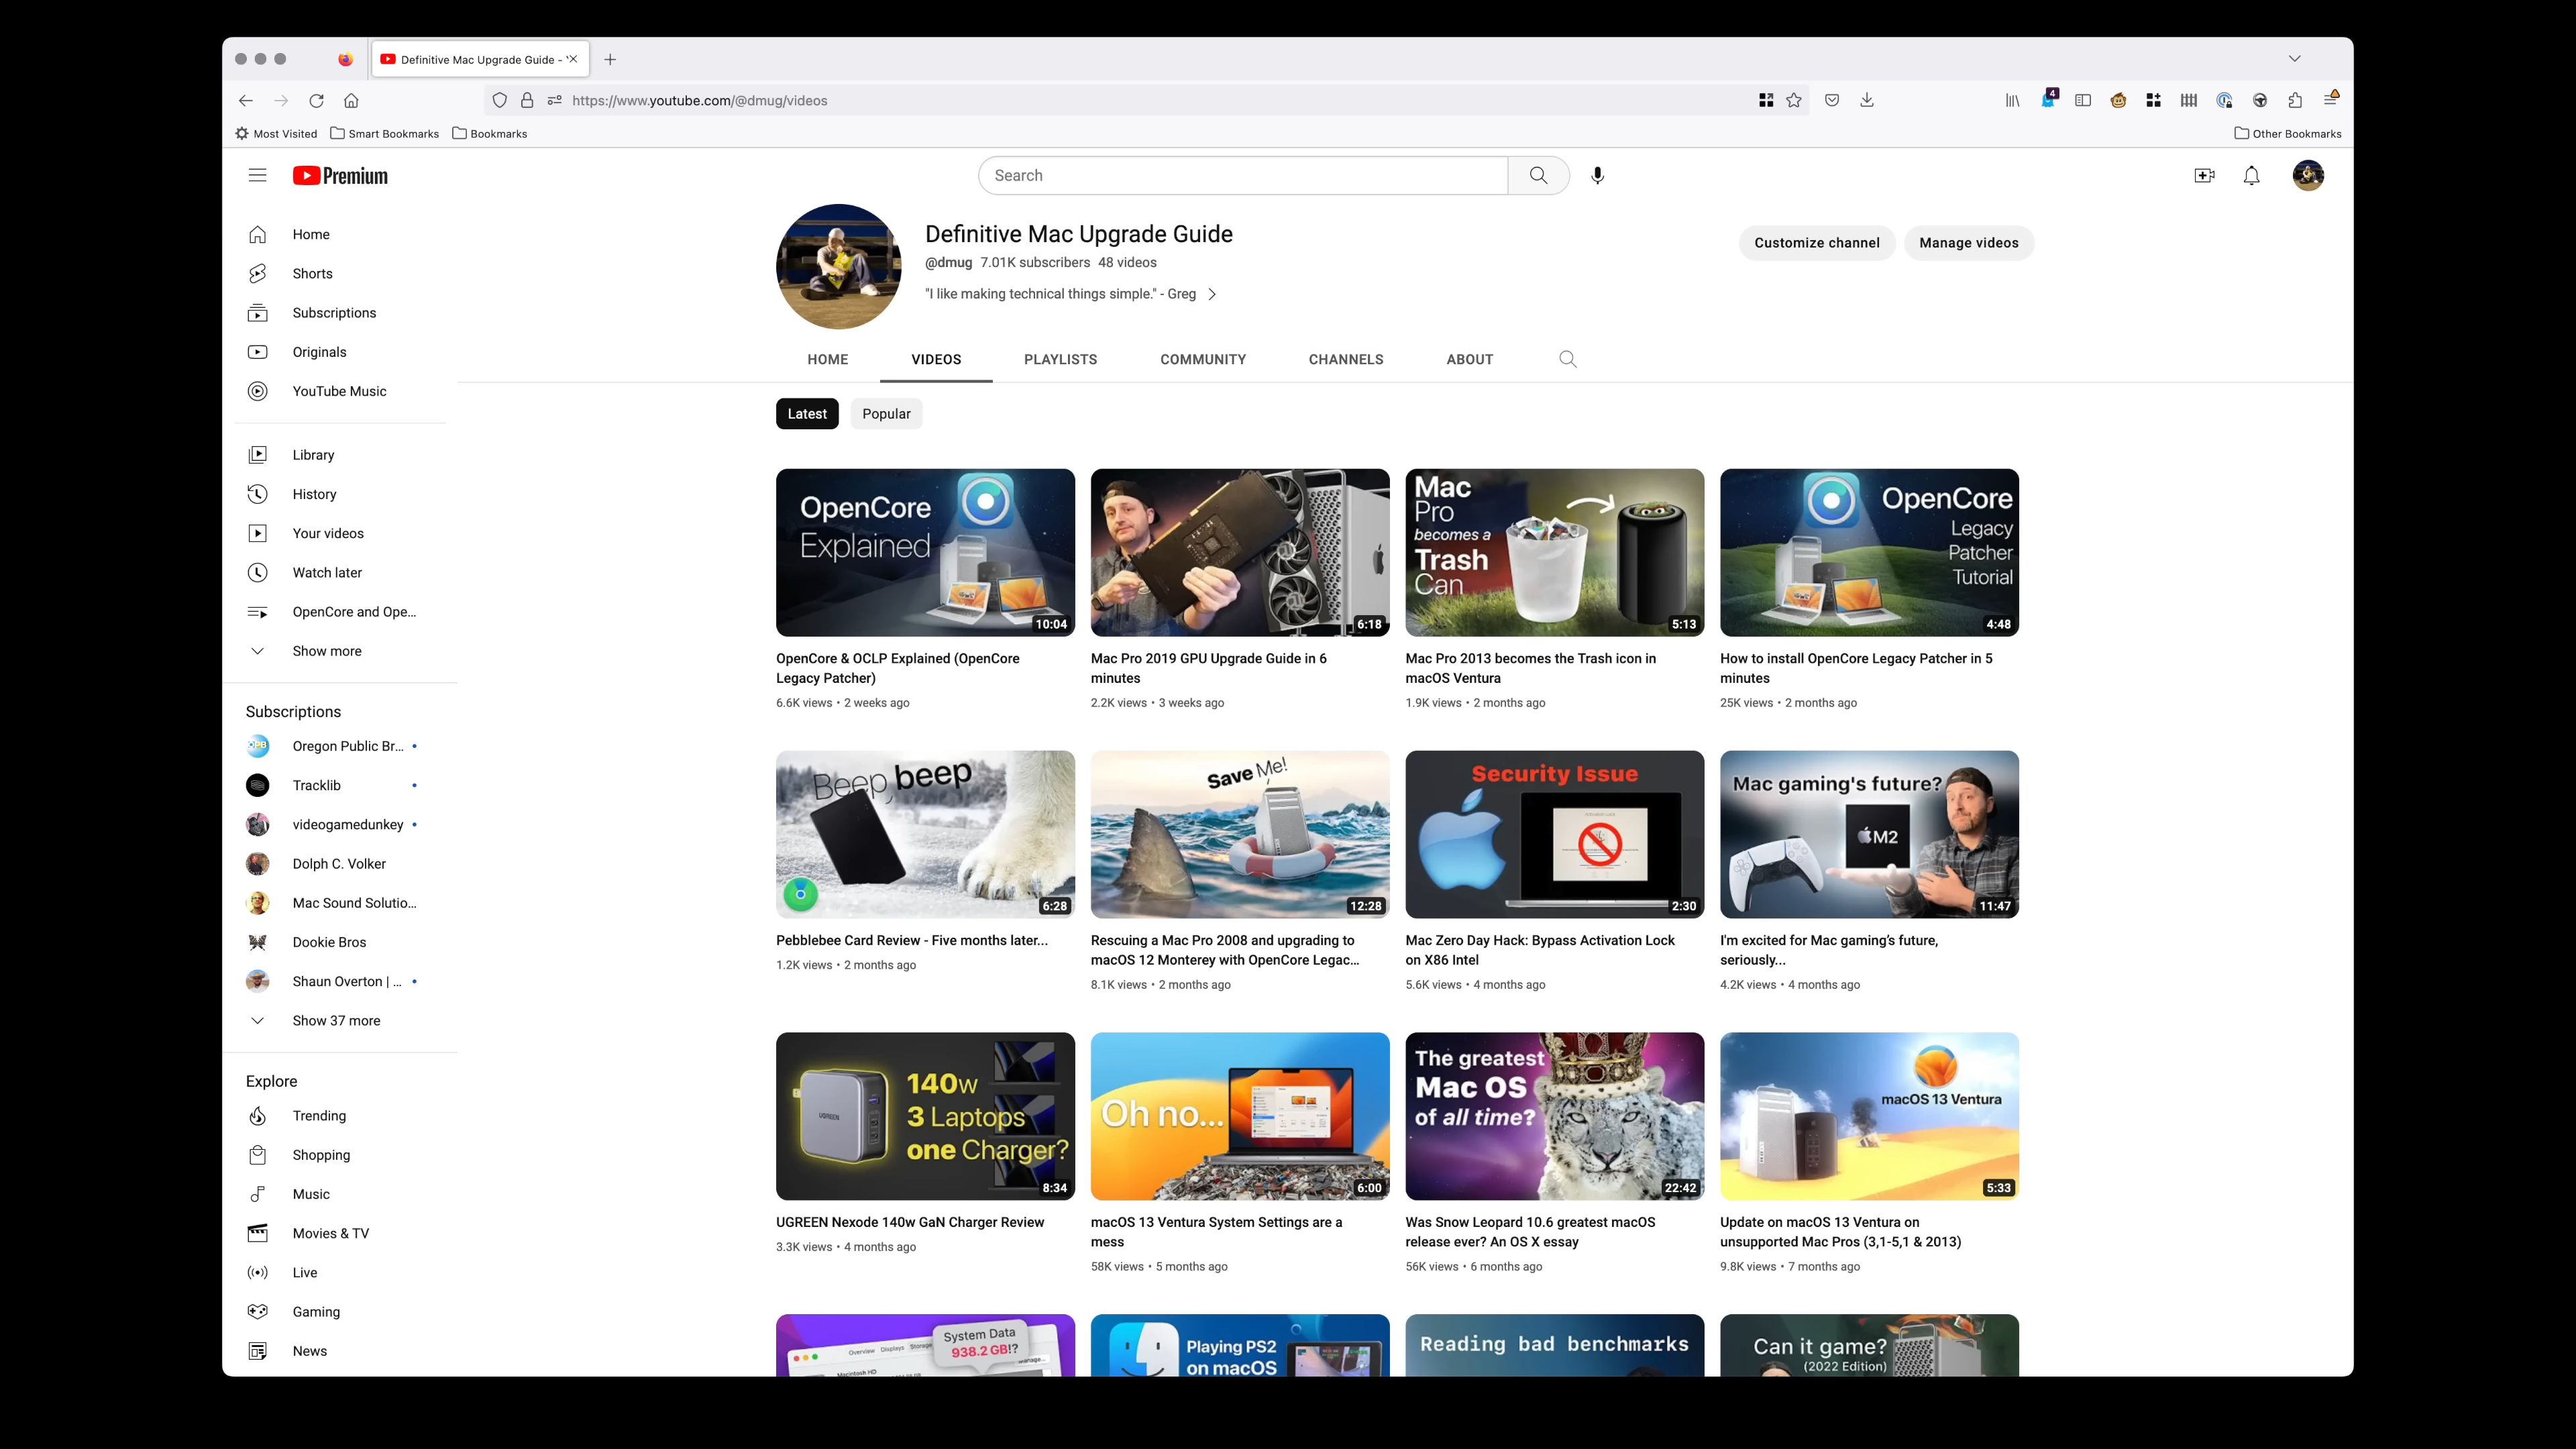 Definitive Mac Upgrade Guide - Y
https://www.youtube.com/@dmug/videos
4
Most Visited
Smart Bookmarks
Bookmarks
Other Bookmarks
Premium
Search
Home
Shorts
Subscriptions
Originals
YouTube Music
Library
History
Your videos
Watch later
OpenCore and Ope...
Show more
Subscriptions
Oregon Public Br...
Tracklib
videogamedunkey
Dolph C. Volker
Mac Sound Solutio...
Dookie Bros
Shaun Overton | ...
Show 37 more
Explore
Trending
Shopping
Music
Movies & TV
Live
Gaming
News
Definitive Mac Upgrade Guide
@dmug 7.01K subscribers 48 videos
"I like making technical things simple." - Greg
Customize channel
Manage videos
HOME
VIDEOS
PLAYLISTS
COMMUNITY
CHANNELS
ABOUT
Latest
Popular
OpenCore
Explained
10:04
OpenCore & OCLP Explained (OpenCore
Legacy Patcher)
6.6K views • 2 weeks ago
6:18
Mac Pro 2019 GPU Upgrade Guide in 6
minutes
2.2K views • 3 weeks ago
Mac
Pro
becomes a
Trash
Can
5:13
Mac Pro 2013 becomes the Trash icon in
macOS Ventura
1.9K views • 2 months ago
OpenCore
Legacy
Patcher
Tutorial
4:48
How to install OpenCore Legacy Patcher in 5
minutes
25K views • 2 months ago
Beep, beep
6:28
Pebblebee Card Review - Five months later...
1.2K views • 2 months ago
Save Me!
12:28
Rescuing a Mac Pro 2008 and upgrading to
macOS 12 Monterey with OpenCore Legac...
8.1K views • 2 months ago
Security Issue
2:30
Mac Zero Day Hack: Bypass Activation Lock
on X86 Intel
5.6K views • 4 months ago
Mac gaming's future?
M2
11:47
I'm excited for Mac gaming's future,
seriously...
4.2K views • 4 months ago
UGREEN
140w
3 Laptops
one Charger?
8:34
UGREEN Nexode 140w GaN Charger Review
3.3K views • 4 months ago
Oh no...
6:00
macOS 13 Ventura System Settings are a
mess
58K views • 5 months ago
The greatest
Mac OS
of all time?
22:42
Was Snow Leopard 10.6 greatest macOS
release ever? An OS X essay
56K views • 6 months ago
macOS 13 Ventura
5:33
Update on macOS 13 Ventura on
unsupported Mac Pros (3,1-5,1 & 2013)
9.8K views • 7 months ago
System Data
938.2 GB!?
Overview Displays Storage
Macintosh HD
Playing PS2
on macOS
Reading bad benchmarks
Can it game?
(2022 Edition)